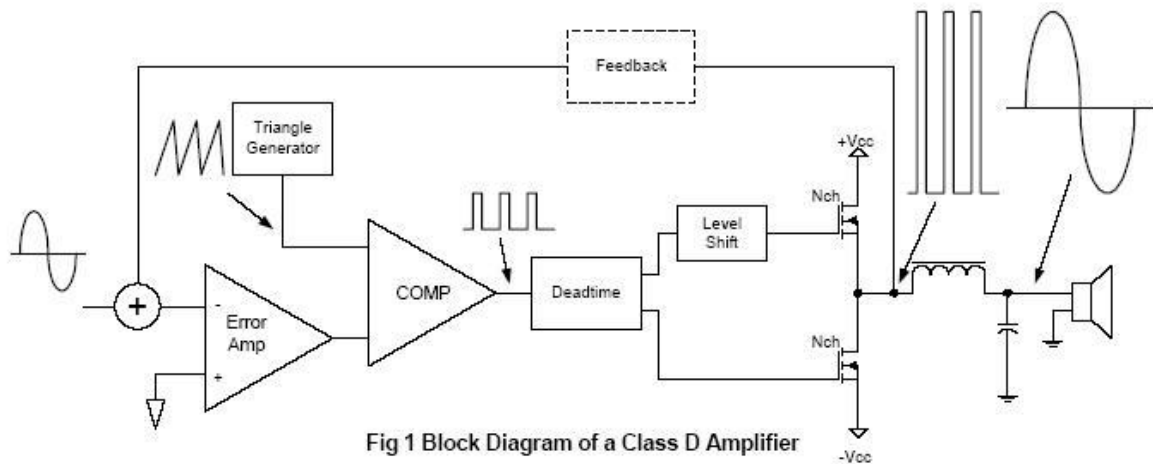 Feedback
Triangle
Generator
+Vcc
Nch
Level
Shift
COMP
Deadtime
+
-
Error
Amp
+
Nch
-Vcc
Fig 1 Block Diagram of a Class D Amplifier